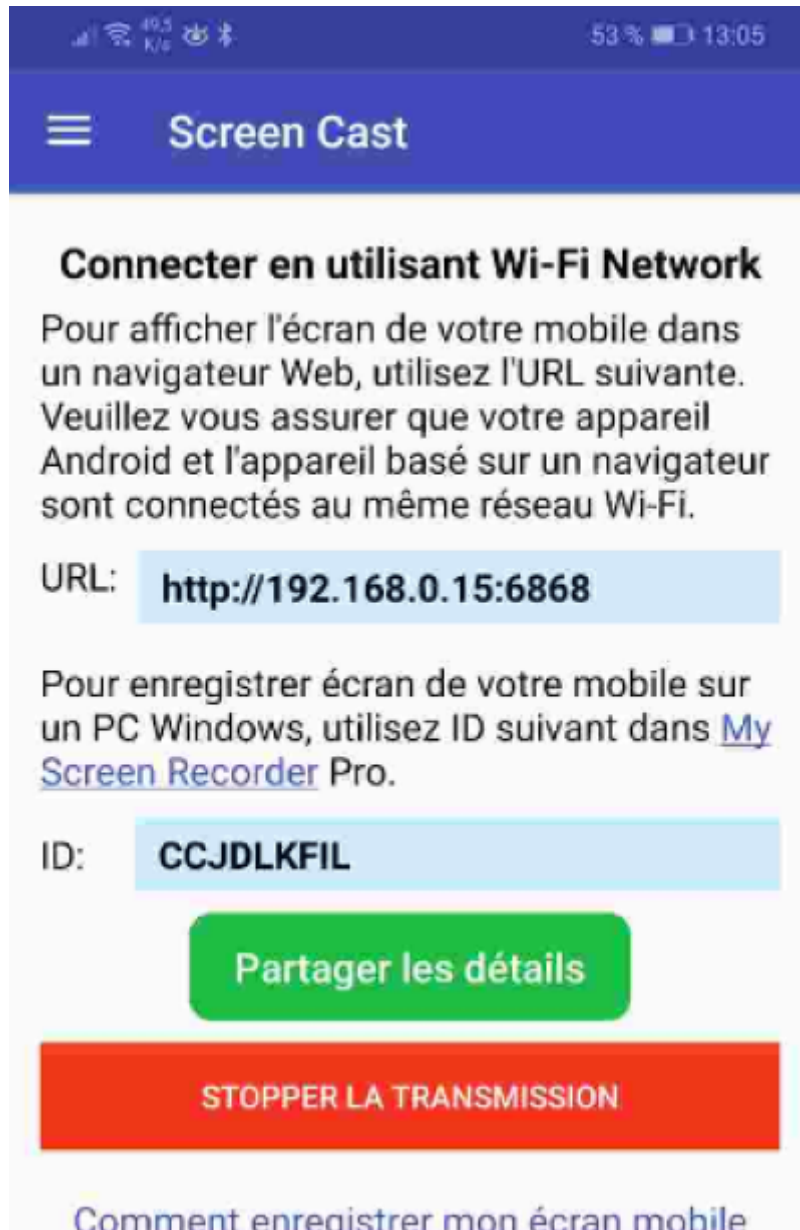 49,5 K/s 53 % 13:05
Screen Cast
Connecter en utilisant Wi-Fi Network
Pour afficher l'écran de votre mobile dans
un navigateur Web, utilisez l'URL suivante.
Veuillez vous assurer que votre appareil
Android et l'appareil basé sur un navigateur
sont connectés au même réseau Wi-Fi.
URL: http://192.168.0.15:6868
Pour enregistrer écran de votre mobile sur
un PC Windows, utilisez ID suivant dans My
Screen Recorder Pro.
ID: CCJDLKFIL
Partager les détails
STOPPER LA TRANSMISSION
Comment enregistrer mon écran mobile